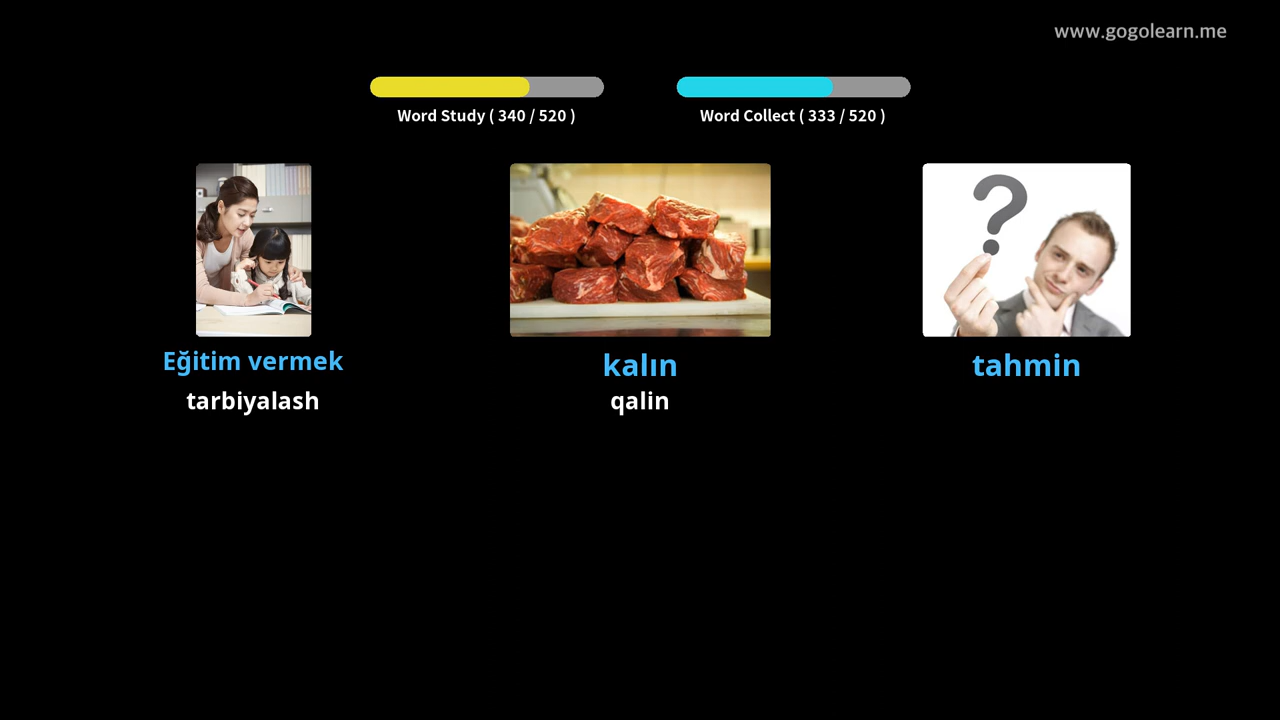 www.gogolearn.me
Word Study ( 340 / 520 )
Word Collect ( 333 / 520 )
Eğitim vermek
tarbiyalash
kalın
qalin
tahmin